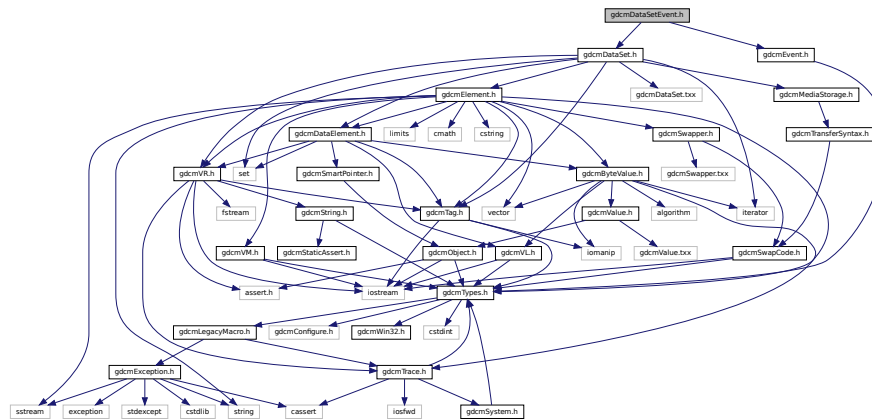 gdcmDataSetEvent.h
gdcmDataSet.h
gdcmEvent.h
gdcmElement.h
gdcmDataSet.txx
gdcmMediaStorage.h
gdcmDataElement.h
limits
cmath
cstring
gdcmSwapper.h
gdcmTransferSyntax.h
gdcmVR.h
set
gdcmSmartPointer.h
gdcmByteValue.h
gdcmSwapper.txx
fstream
gdcmString.h
gdcmTag.h
vector
gdcmValue.h
algorithm
iterator
gdcmVM.h
gdcmStaticAssert.h
gdcmObject.h
gdcmVL.h
iomanip
gdcmValue.txx
gdcmSwapCode.h
assert.h
iostream
gdcmTypes.h
gdcmLegacyMacro.h
gdcmConfigure.h
gdcmWin32.h
cstdint
gdcmException.h
gdcmTrace.h
sstream
exception
stdexcept
cstdlib
string
cassert
iosfwd
gdcmSystem.h